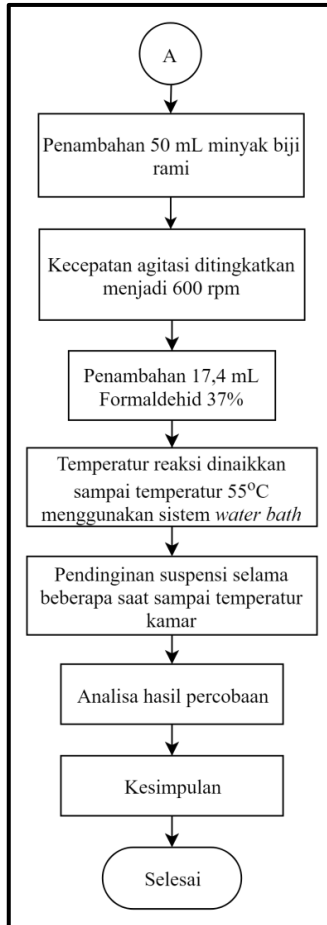 A
Penambahan 50 mL minyak biji
rami
Kecepatan agitasi ditingkatkan
menjadi 600 rpm
Penambahan 17,4 mL
Formaldehid 37%
Temperatur reaksi dinaikkan
sampai temperatur 55°C
menggunakan sistem water bath
Pendinginan suspensi selama
beberapa saat sampai temperatur
kamar
Analisa hasil percobaan
Kesimpulan
Selesai